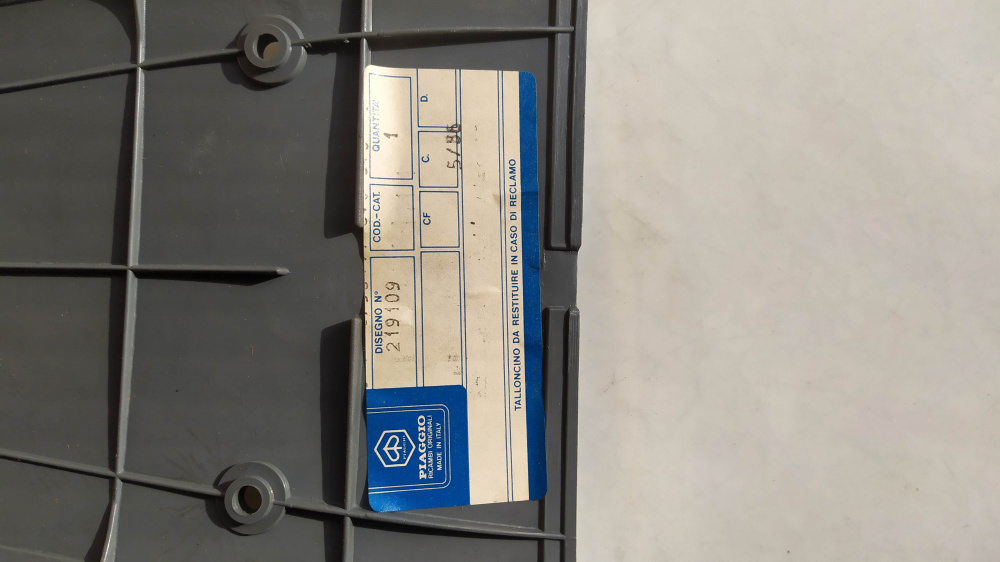 PIAGGIO
PIAGGIO
RICAMBI ORIGINALI
MADE IN ITALY
DISEGNO N° COD.-CAT. QUANTITA'
219109 1
CF C. D.
5/86
TALLONCINO DA RESTITUIRE IN CASO DI RECLAMO